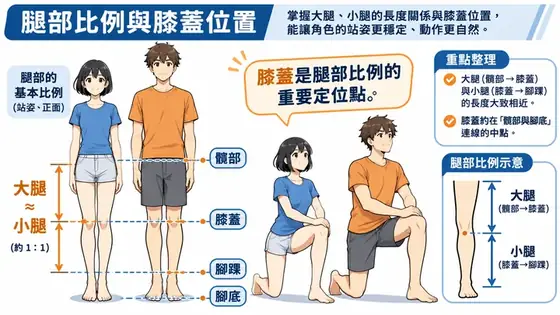 腿部比例與膝蓋位置
掌握大腿、小腿的長度關係與膝蓋位置，
能讓角色的站姿更穩定、動作更自然。
腿部的
基本比例
(站姿、正面)
大腿
≈
小腿
(約 1：1)
髖部
膝蓋
腳踝
腳底
膝蓋是腿部比例的
重要定位點。
重點整理
大腿(髖部→膝蓋)
與小腿(膝蓋→腳踝)
的長度大致相近。
膝蓋約在「髖部與腳底」
連線的中點。
腿部比例示意
大腿
(髖部→膝蓋)
小腿
(膝蓋→腳踝)